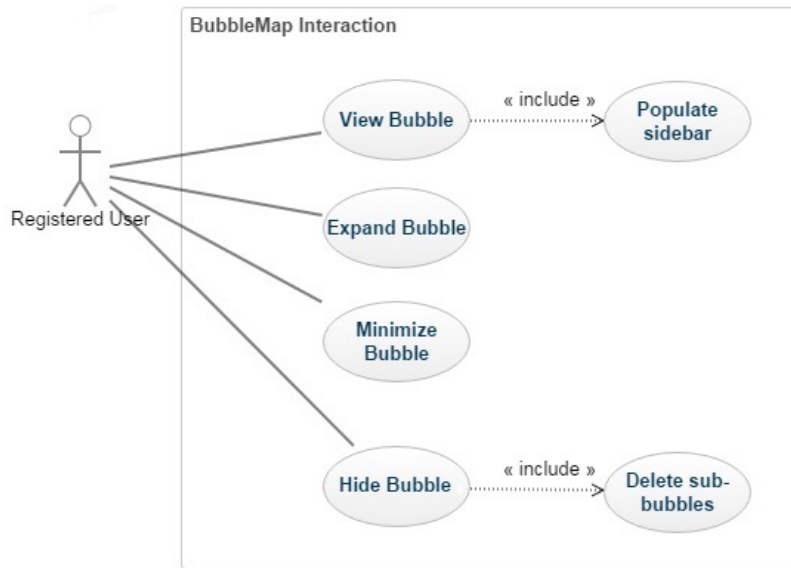 BubbleMap Interaction
View Bubble
« include »
Populate
sidebar
Registered User
Expand Bubble
Minimize
Bubble
Hide Bubble
« include »
Delete sub-
bubbles